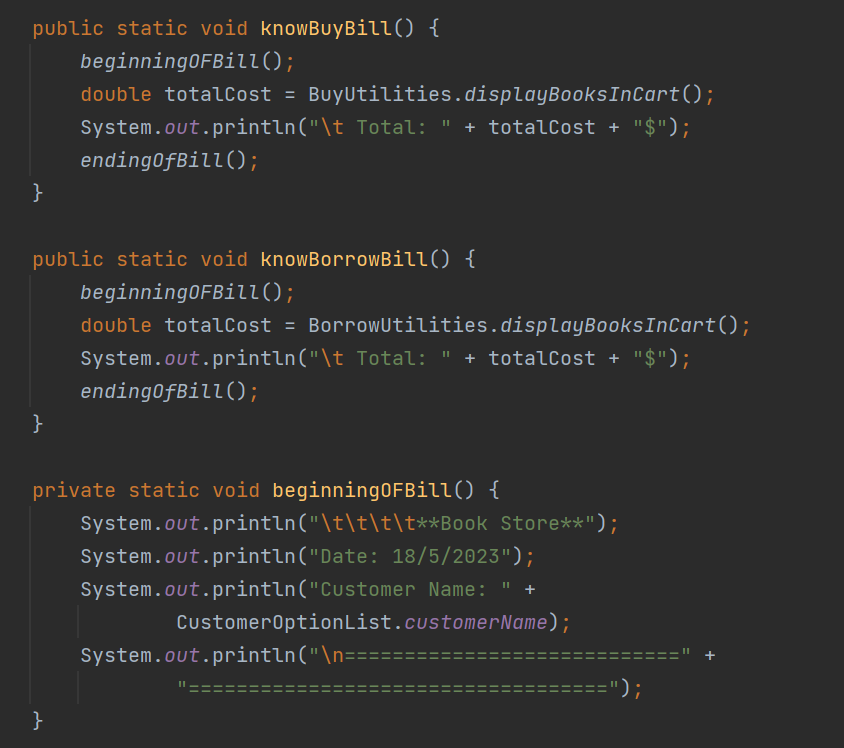 public static void knowBuyBill() {
    beginningOFBill();
    double totalCost = BuyUtilities.displayBooksInCart();
    System.out.println("\t Total: " + totalCost + "$");
    endingOfBill();
}

public static void knowBorrowBill() {
    beginningOFBill();
    double totalCost = BorrowUtilities.displayBooksInCart();
    System.out.println("\t Total: " + totalCost + "$");
    endingOfBill();
}

private static void beginningOFBill() {
    System.out.println("\t\t\t\t**Book Store**");
    System.out.println("Date: 18/5/2023");
    System.out.println("Customer Name: " +
            CustomerOptionList.customerName);
    System.out.println("\n============================" +
            "===================================");
}